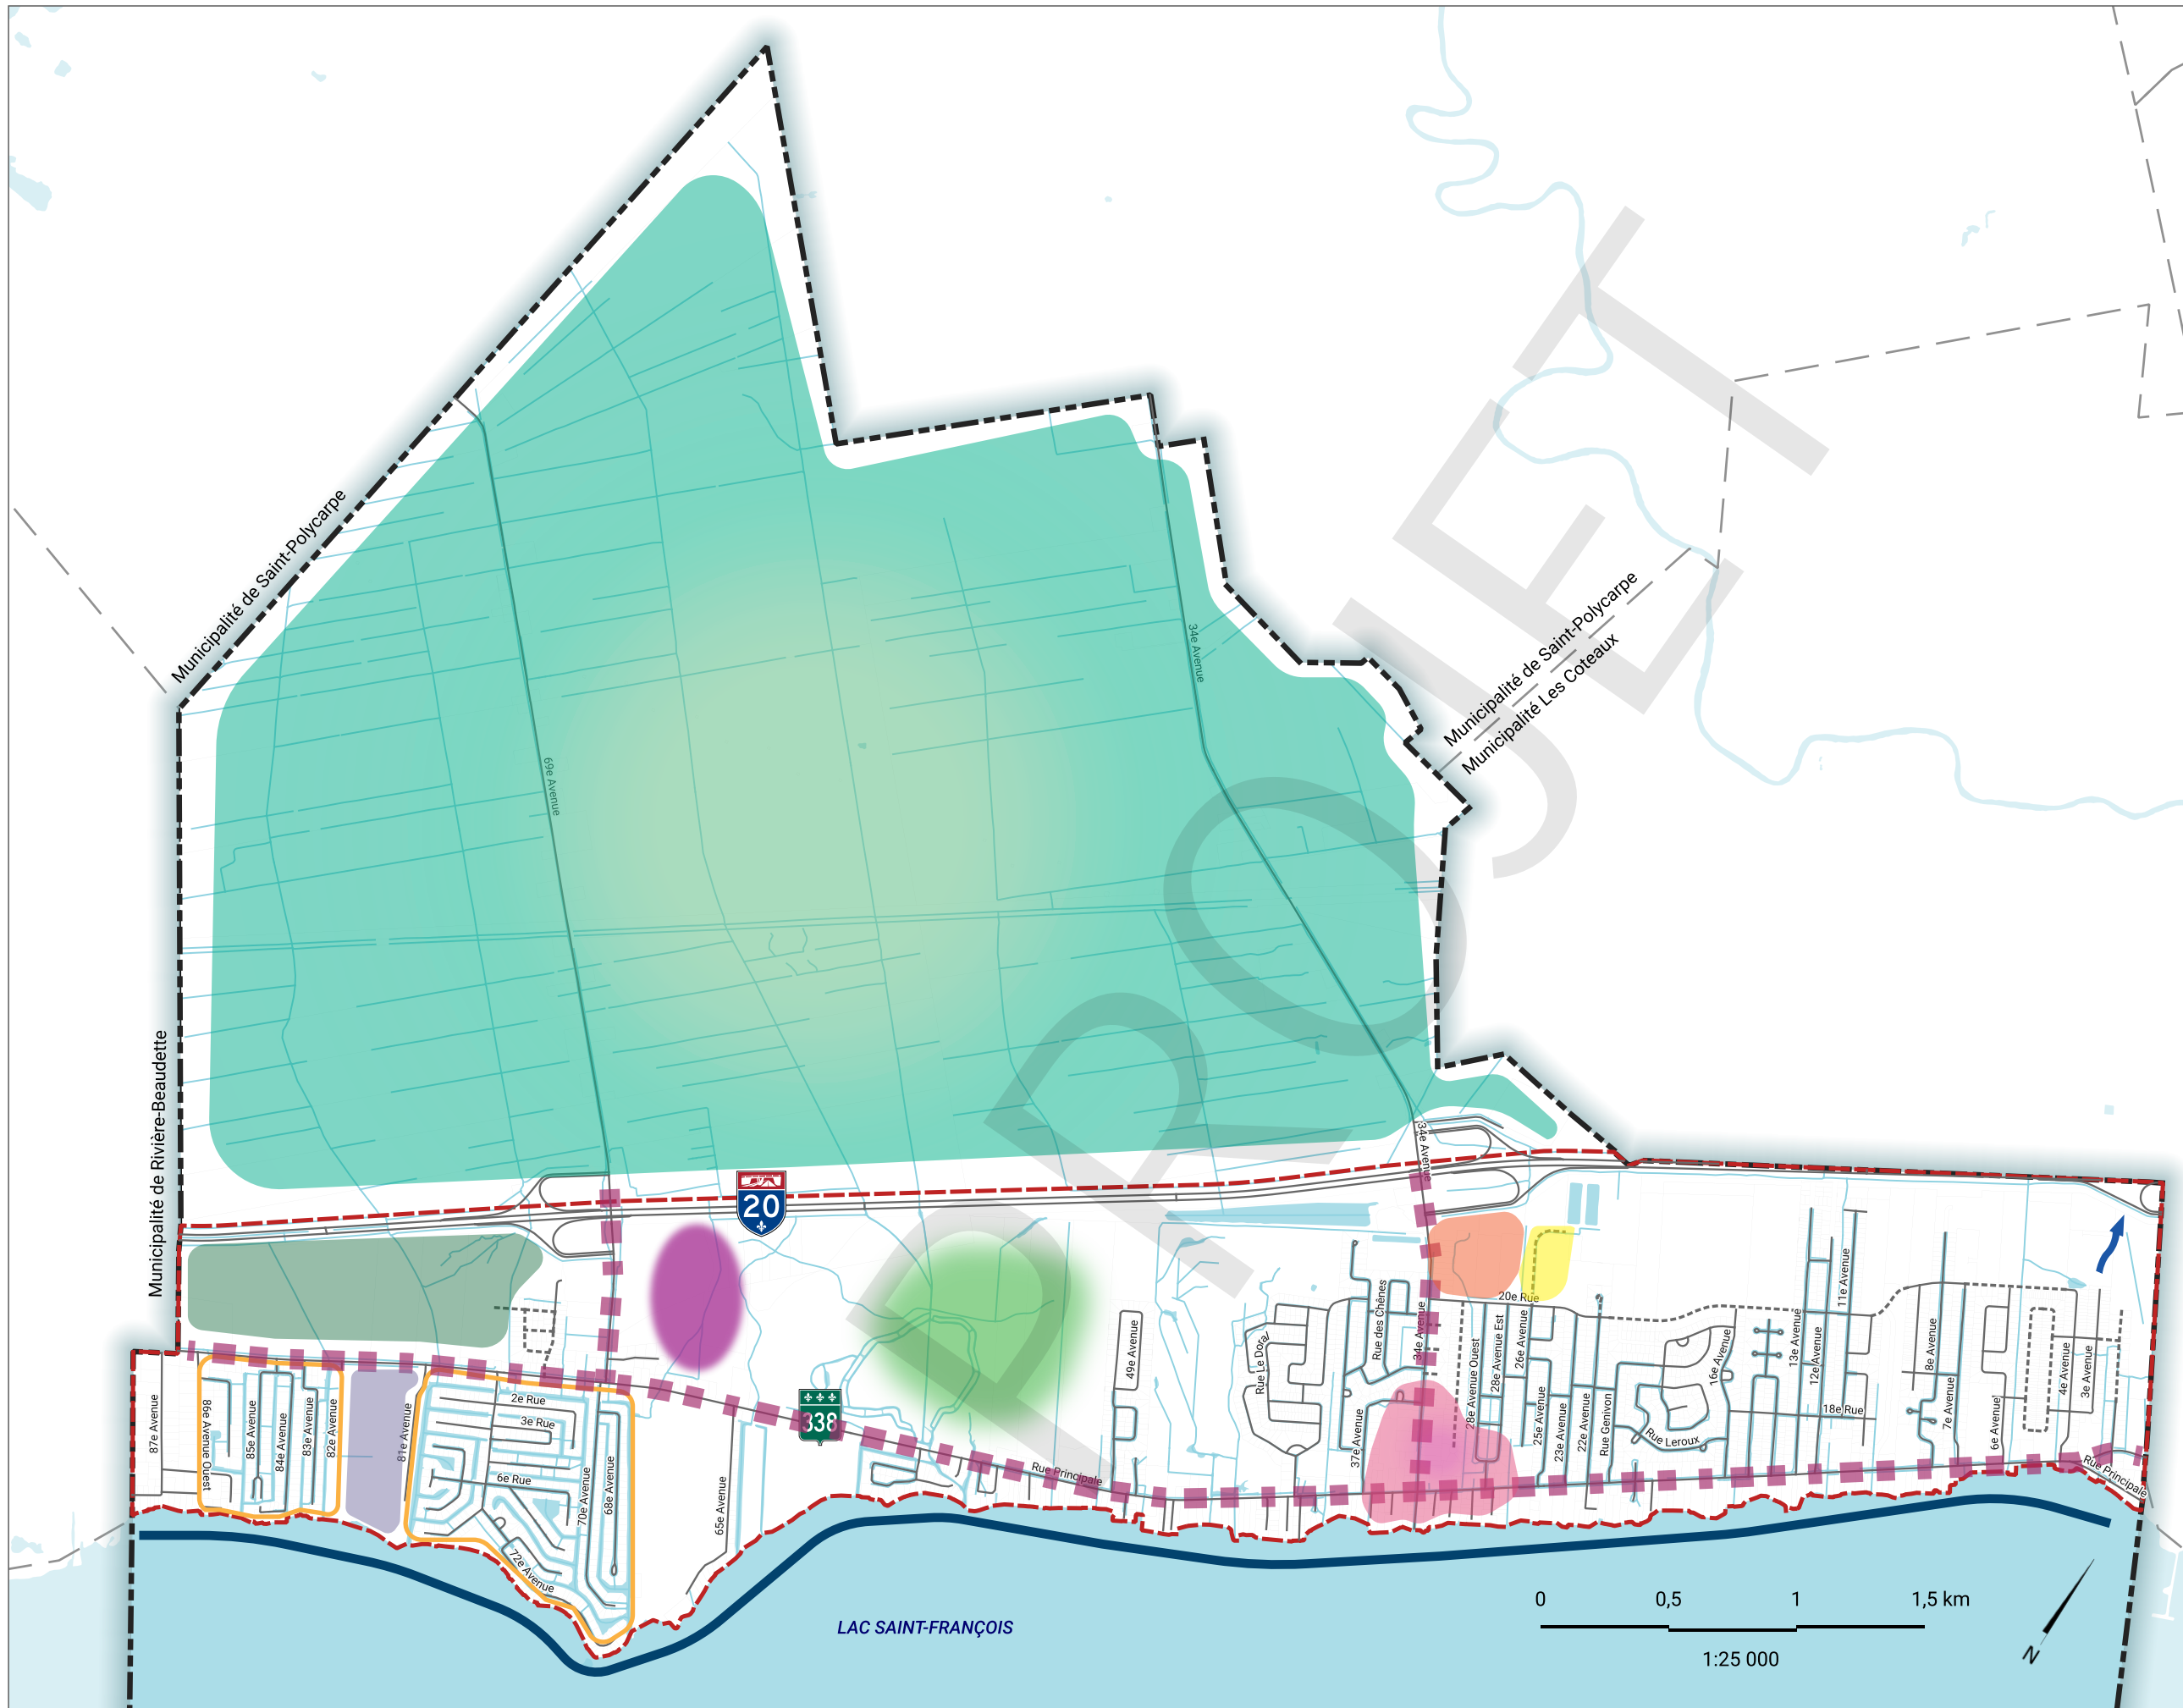 PROJET
Municipalité de Saint-Polycarpe
Municipalité de Saint-Polycarpe
Municipalité Les Coteaux
Municipalité de Rivière-Beaudette
69e Avenue
34e Avenue
34e Avenue
20
338
87e Avenue
86e Avenue Ouest
85e Avenue
84e Avenue
83e Avenue
82e Avenue
81e Avenue
2e Rue
3e Rue
6e Rue
72e Avenue
70e Avenue
68e Avenue
65e Avenue
Rue Principale
49e Avenue
Rue Le Doral
37e Avenue
Rue des Chênes
34e Avenue
20e Rue
28e Avenue Ouest
28e Avenue Est
26e Avenue
25e Avenue
23e Avenue
22e Avenue
Rue Genivon
Rue Leroux
16e Avenue
13e Avenue
12e Avenue
11e Avenue
18e Rue
8e Avenue
7e Avenue
6e Avenue
4e Avenue
3e Avenue
Rue Principale
LAC SAINT-FRANÇOIS
0 0,5 1 1,5 km
1:25 000
N